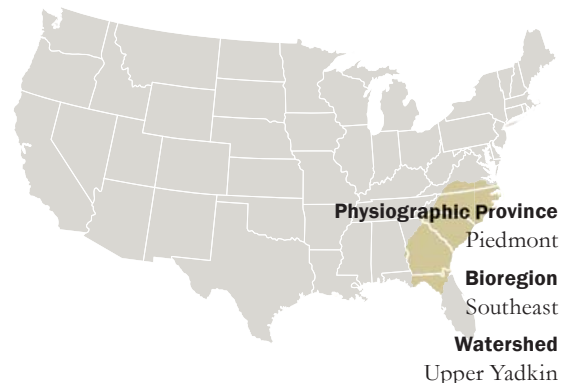 Physiographic Province
Piedmont
Bioregion
Southeast
Watershed
Upper Yadkin